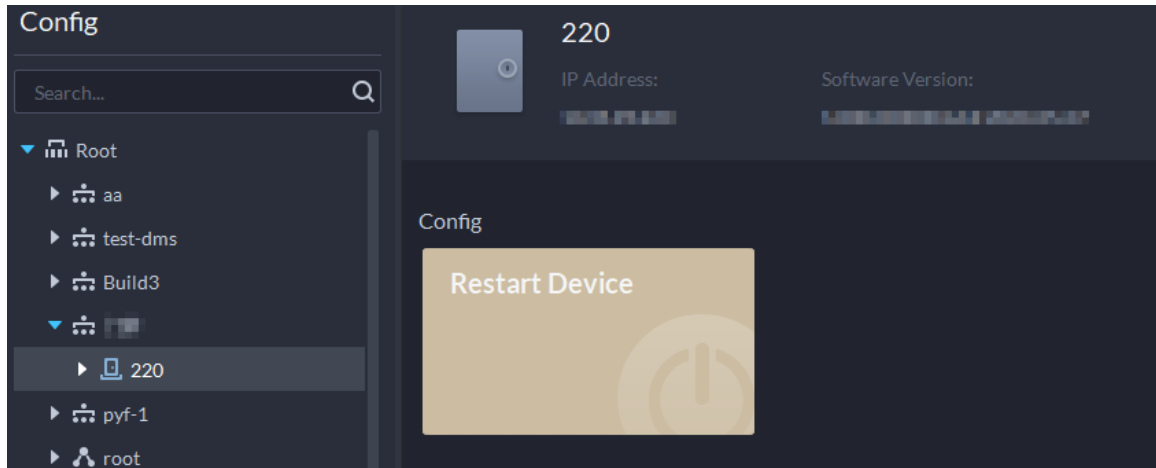 Config
Search...
Root
aa
test-dms
Build3
220
pyf-1
root
220
IP Address:
Software Version:
Config
Restart Device